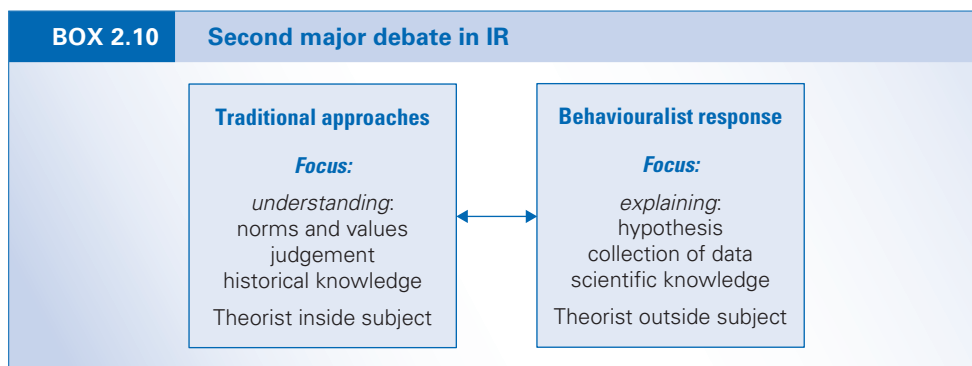 BOX 2.10 Second major debate in IR
Traditional approaches
Focus:
understanding:
norms and values
judgement
historical knowledge
Theorist inside subject
Behaviouralist response
Focus:
explaining:
hypothesis
collection of data
scientific knowledge
Theorist outside subject